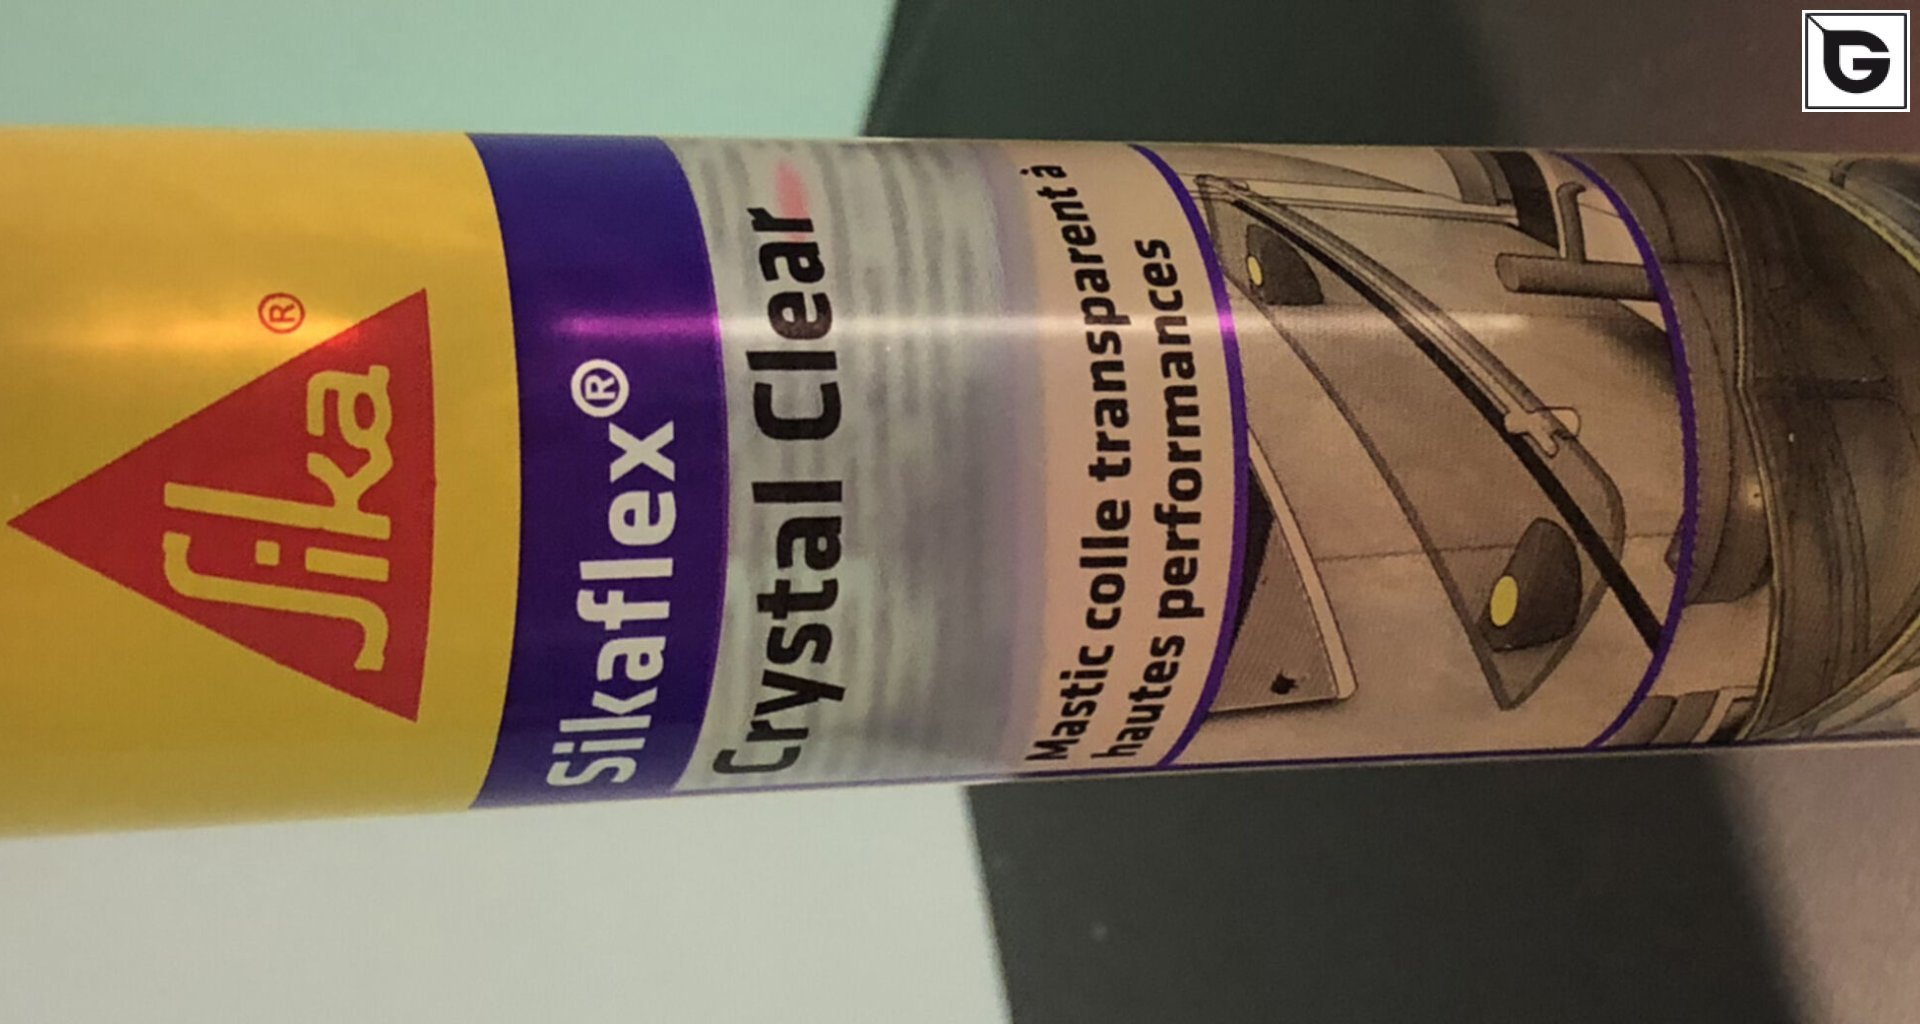 Sika®
Sikaflex®
Crystal Clear
Mastic colle transparent à
hautes performances
G